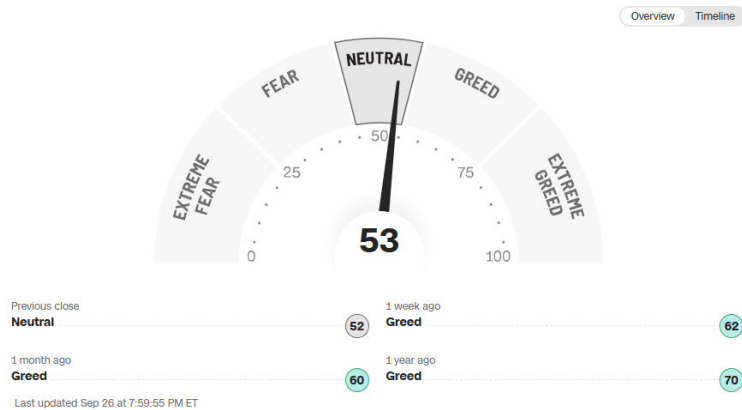 Overview Timeline
NEUTRAL
FEAR
GREED
EXTREME
FEAR
EXTREME
GREED
50
25
75
0
100
53
Previous close
Neutral 52
1 week ago
Greed 62
1 month ago
Greed 60
1 year ago
Greed 70
Last updated Sep 26 at 7:59:55 PM ET